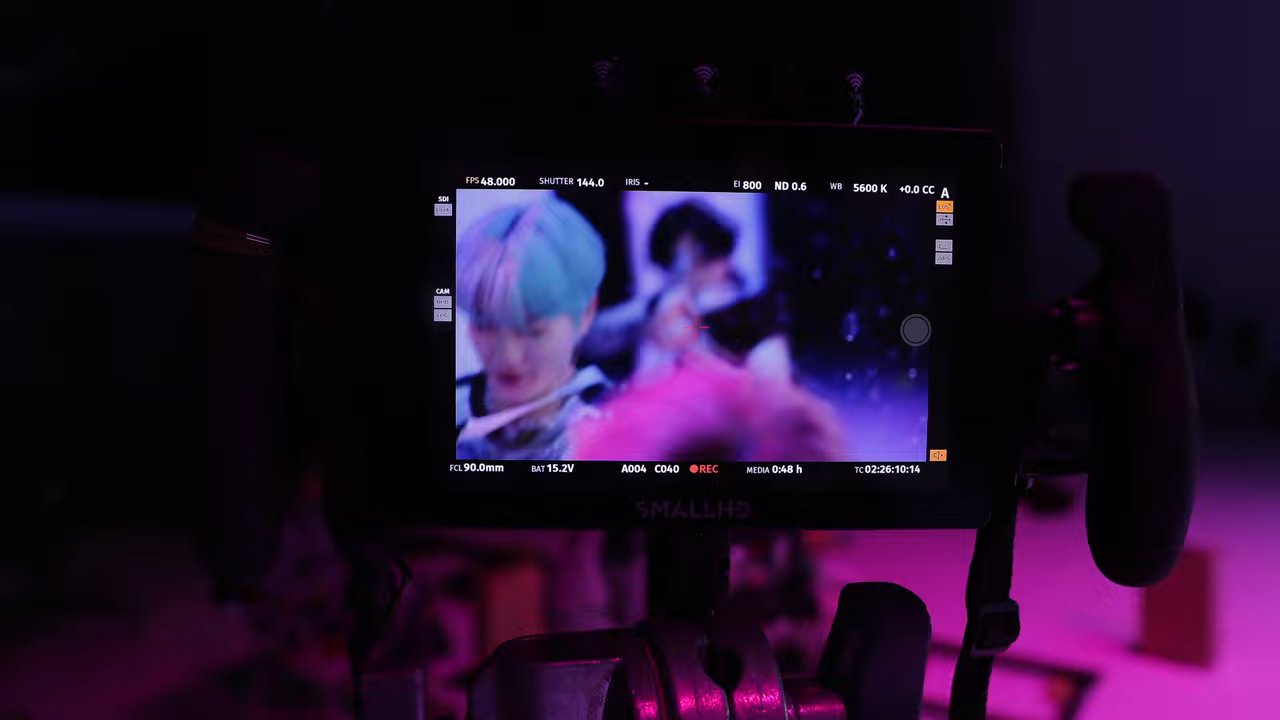 FPS 48.000 SHUTTER 144.0 IRIS - EI 800 ND 0.6 WB 5600 K +0.0 CC A
SDI
CAM
FCL 90.0mm BAT 15.2V A004 C040 REC MEDIA 0:48 h TC 02:26:10:14
SMALLHD